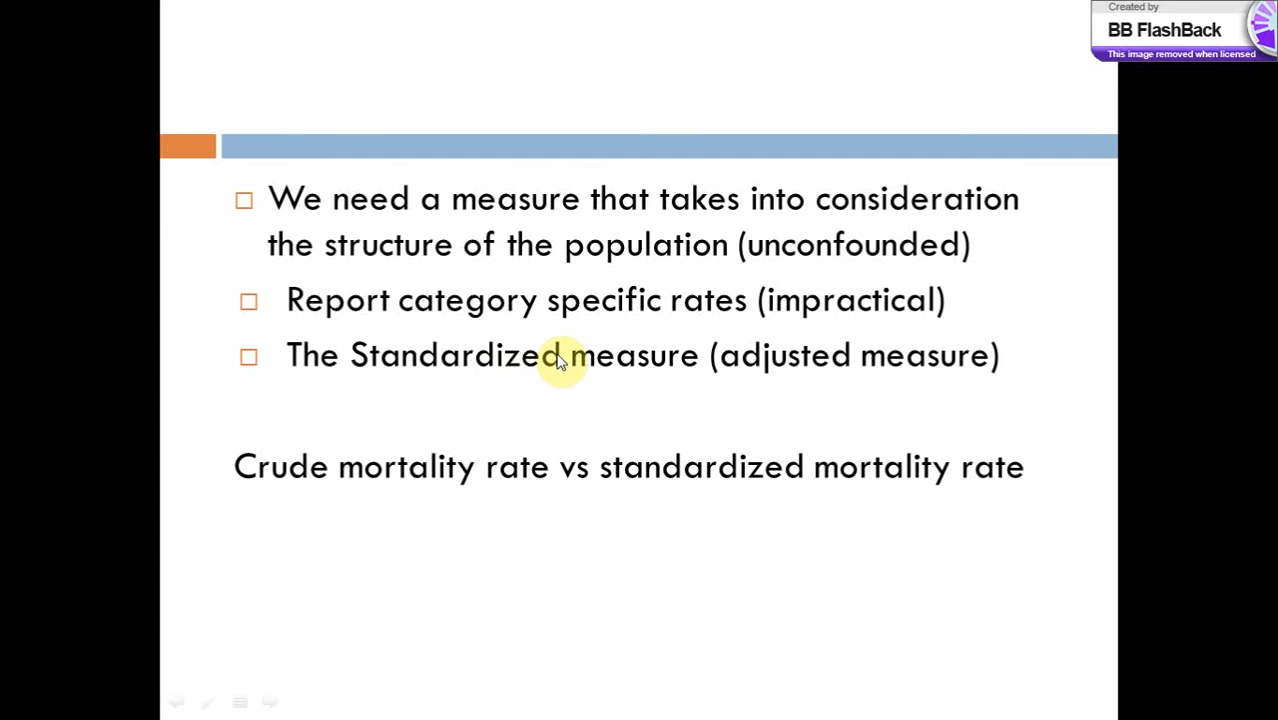 Created by
BB FlashBack
This image removed when licensed
We need a measure that takes into consideration
the structure of the population (unconfounded)
Report category specific rates (impractical)
The Standardized measure (adjusted measure)
Crude mortality rate vs standardized mortality rate